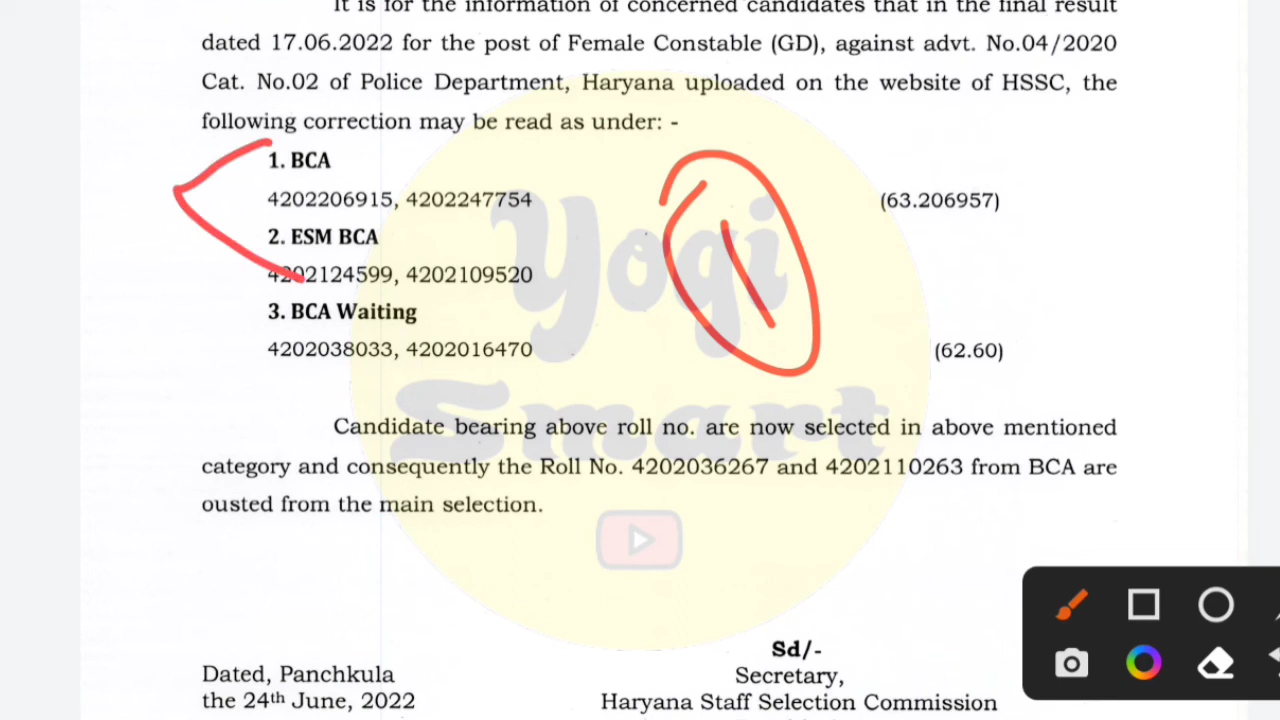 It is for the information of concerned candidates that in the final result
dated 17.06.2022 for the post of Female Constable (GD), against advt. No.04/2020
Cat. No.02 of Police Department, Haryana uploaded on the website of HSSC, the
following correction may be read as under: -
1. BCA
4202206915, 4202247754 (63.206957)
2. ESM BCA
4202124599, 4202109520
3. BCA Waiting
4202038033, 4202016470 (62.60)
Yogi
Smart
Candidate bearing above roll no. are now selected in above mentioned
category and consequently the Roll No. 4202036267 and 4202110263 from BCA are
ousted from the main selection.
Sd/-
Dated, Panchkula Secretary,
the 24th June, 2022 Haryana Staff Selection Commission